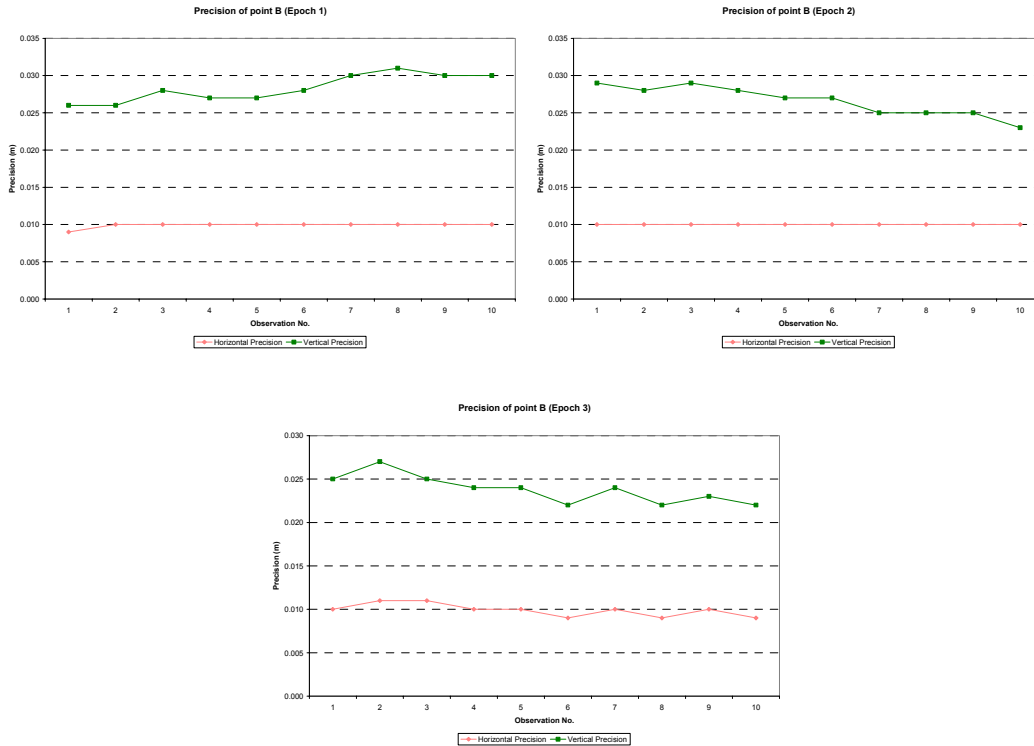 Precision of point B (Epoch 1)
0.035
0.030
0.025
0.020
0.015
0.010
0.005
0.000
Precision (m)
1 2 3 4 5 6 7 8 9 10
Observation No.
Horizontal Precision Vertical Precision
Precision of point B (Epoch 2)
0.035
0.030
0.025
0.020
0.015
0.010
0.005
0.000
Precision (m)
1 2 3 4 5 6 7 8 9 10
Observation No.
Horizontal Precision Vertical Precision
Precision of point B (Epoch 3)
0.030
0.025
0.020
0.015
0.010
0.005
0.000
Precision (m)
1 2 3 4 5 6 7 8 9 10
Observation No.
Horizontal Precision Vertical Precision